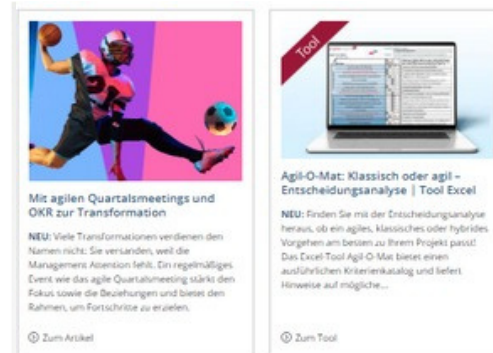 Mit agilen Quartalsmeetings und
OKR zur Transformation
NEU: Viele Transformationen verdienen den
Namen nicht: Sie versanden, weil die
Management Attention fehlt. Ein regelmäßiges
Event wie das agile Quartalsmeeting stärkt den
Fokus sowie die Beziehungen und bietet den
Rahmen, um Fortschritte zu erzielen.
Zum Artikel
Tool
Agil-O-Mat: Klassisch oder agil –
Entscheidungsanalyse | Tool Excel
NEU: Finden Sie mit der Entscheidungsanalyse
heraus, ob ein agiles, klassisches oder hybrides
Vorgehen am besten zu Ihrem Projekt passt!
Das Excel-Tool Agil-O-Mat bietet einen
ausführlichen Kriterienkatalog und liefert
Hinweise auf mögliche...
Zum Tool